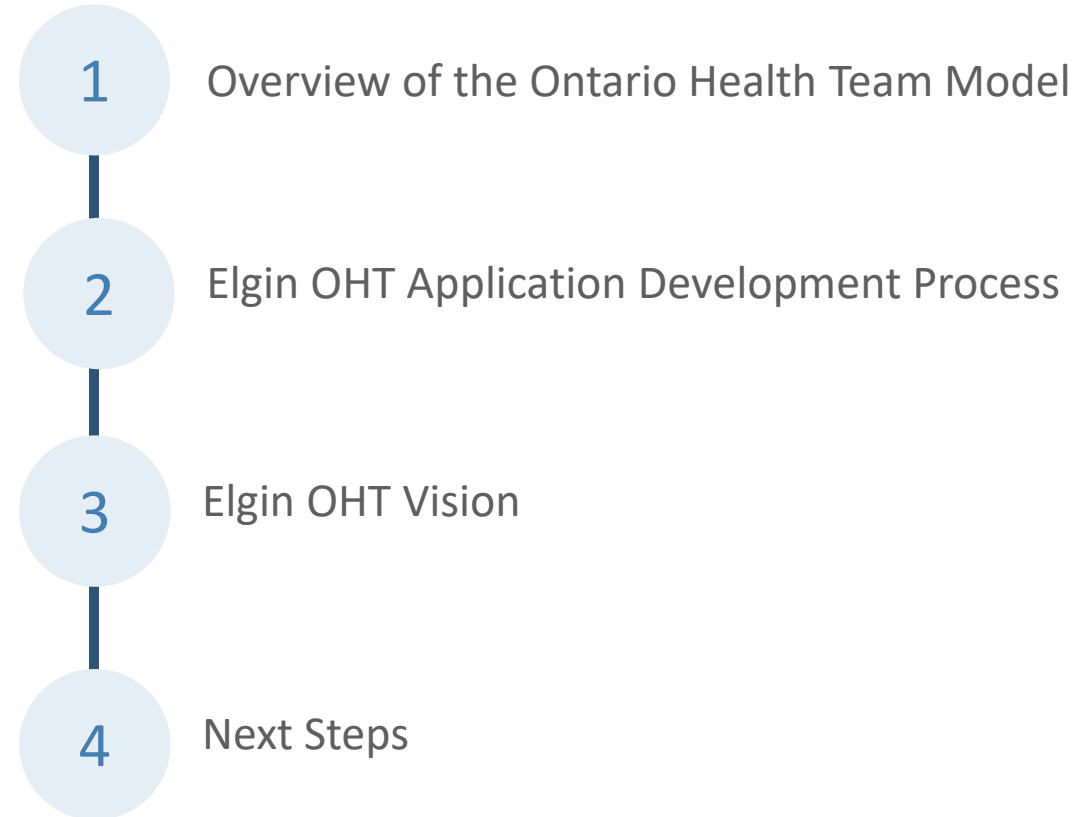 1
Overview of the Ontario Health Team Model
2
Elgin OHT Application Development Process
3
Elgin OHT Vision
4
Next Steps